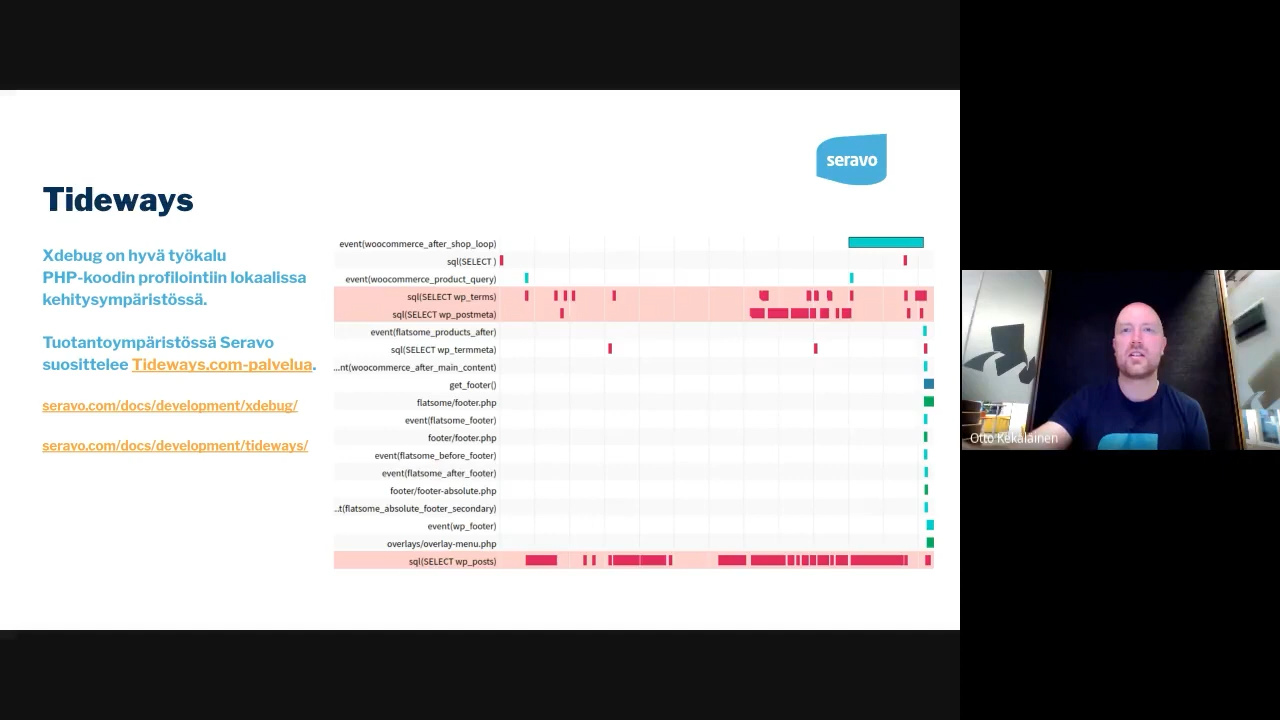 seravo
Tideways
Xdebug on hyvä työkalu
PHP-koodin profilointiin lokaalissa
kehitysympäristössä.
Tuotantoympäristössä Seravo
suosittelee Tideways.com-palvelua.
seravo.com/docs/development/xdebug/
seravo.com/docs/development/tideways/
event(woocommerce_after_shop_loop)
sql(SELECT )
event(woocommerce_product_query)
sql(SELECT wp_terms)
sql(SELECT wp_postmeta)
event(flatsome_products_after)
sql(SELECT wp_termmeta)
...nt(woocommerce_after_main_content)
get_footer()
flatsome/footer.php
event(flatsome_footer)
footer/footer.php
event(flatsome_before_footer)
event(flatsome_after_footer)
footer/footer-absolute.php
...t(flatsome_absolute_footer_secondary)
event(wp_footer)
overlays/overlay-menu.php
sql(SELECT wp_posts)
Otto Kekäläinen